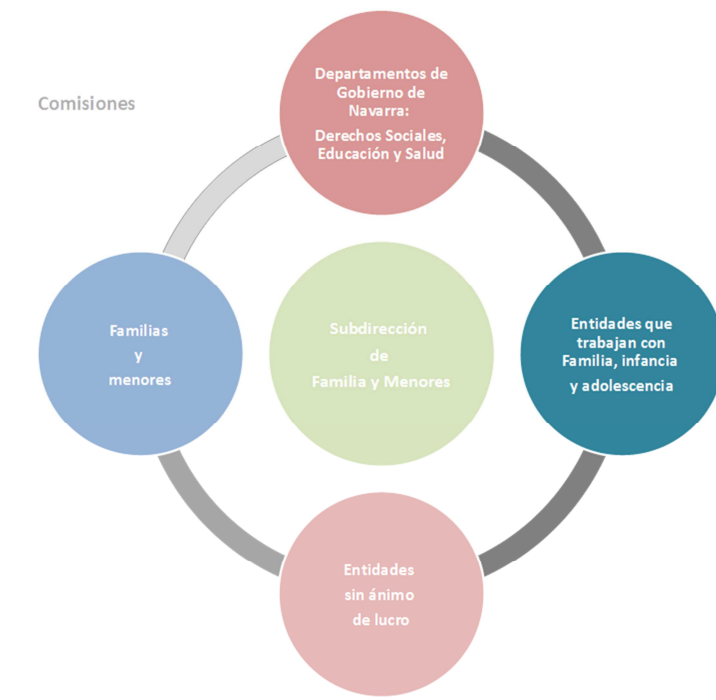 Comisiones
Departamentos de
Gobierno de
Navarra:
Derechos Sociales,
Educación y Salud
Familias
y
menores
Subdirección
de
Familia y Menores
Entidades que
trabajan con
Familia, infancia
y adolescencia
Entidades
sin ánimo
de lucro